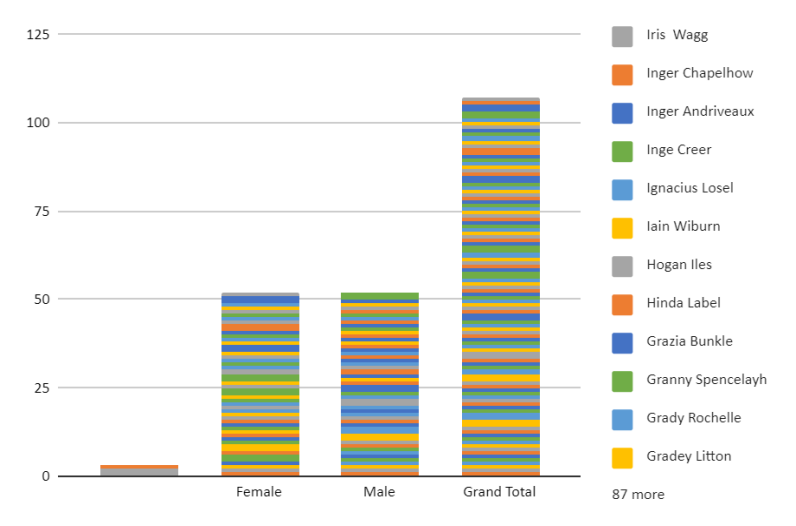 125
100
75
50
25
0
Female
Male
Grand Total
Iris  Wagg
Inger Chapelhow
Inger Andriveaux
Inge Creer
Ignacius Losel
Iain Wiburn
Hogan Iles
Hinda Label
Grazia Bunkle
Granny Spencelayh
Grady Rochelle
Gradey Litton
87 more